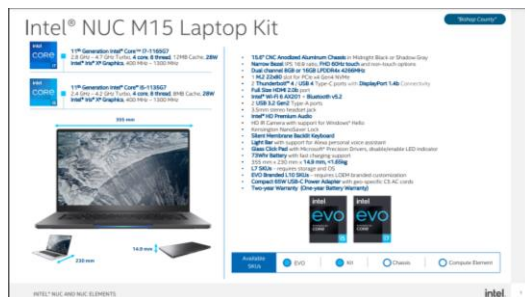 Intel® NUC M15 Laptop Kit
"Bishop County"
intel
CORE
i7
11th Generation Intel® Core™ i7-1165G7
2.8 GHz - 4.7 GHz Turbo, 4 core, 8 thread, 12MB Cache, 28W
Intel® Iris® Xe Graphics, 400 MHz – 1300 MHz
intel
CORE
i5
11th Generation Intel® Core™ i5-1135G7
2.4 GHz - 4.2 GHz Turbo, 4 core, 8 thread, 8MB Cache, 28W
Intel® Iris® Xe Graphics, 400 MHz – 1300 MHz
355 mm
14.9 mm
230 mm
15.6" CNC Anodized Aluminum Chassis in Midnight Black or Shadow Gray
Narrow Bezel IPS, 16:9 ratio, FHD 60Hz touch and non-touch options
Dual channel 8GB or 16GB LPDDR4x 4266MHz
1 M.2 22x80 slot for PCIe x4 Gen4 NVMe
2 Thunderbolt™ 4 / USB 4 Type-C ports with DisplayPort 1.4b Connectivity
Full Size HDMI 2.0b port
Intel® Wi-Fi 6 AX201 – Bluetooth v5.2
2 USB 3.2 Gen2 Type-A ports
3.5mm stereo headset jack
Intel® HD Premium Audio
HD IR Camera with support for Windows® Hello
Kensington NanoSaver Lock
Silent Membrane Backlit Keyboard
Light Bar with support for Alexa personal voice assistant
Glass Click Pad with Microsoft® Precision Drivers, disable/enable LED indicator
73Whr Battery with fast charging support
355 mm x 230 mm x 14.9 mm, <1.65kg
L7 SKUs – requires storage and OS
EVO Branded L10 SKUs – requires LOEM branded customization
Compact 65W USB-C Power Adapter with geo-specific C5 AC cords
Two-year Warranty (One-year Battery Warranty)
intel
evo
CORE
i5
intel
evo
CORE
i7
Available
SKUs
EVO
Kit
Chassis
Compute Element
INTEL® NUC AND NUC ELEMENTS
intel.